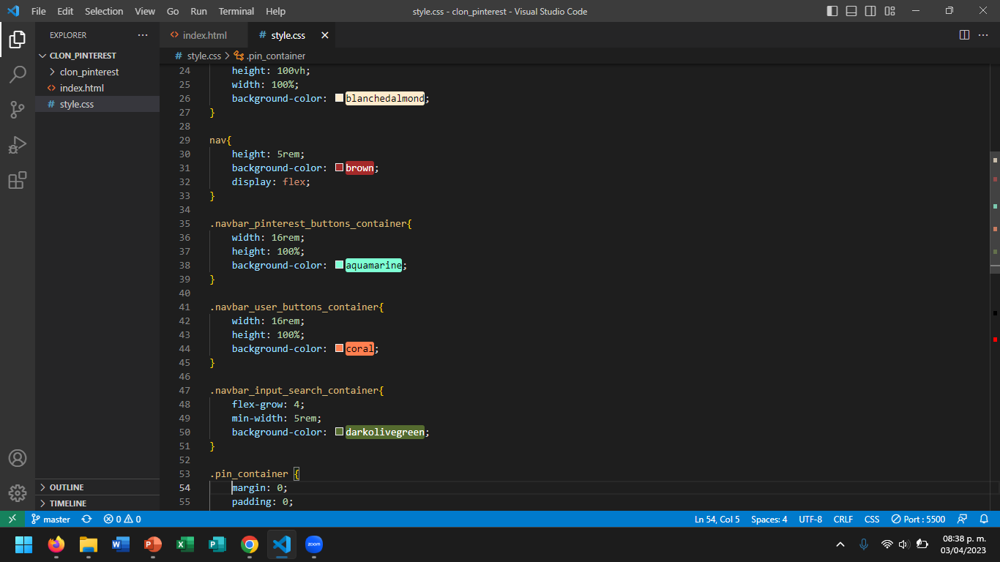 File Edit Selection View Go Run Terminal Help
style.css - clon_pinterest - Visual Studio Code
EXPLORER
CLON_PINTEREST
clon_pinterest
index.html
style.css
OUTLINE
TIMELINE
index.html
# style.css
# style.css > .pin_container
24 height: 100vh;
25 width: 100%;
26 background-color: blanchedalmond;
27 }
28
29 nav{
30 height: 5rem;
31 background-color: brown;
32 display: flex;
33 }
34
35 .navbar_pinterest_buttons_container{
36 width: 16rem;
37 height: 100%;
38 background-color: aquamarine;
39 }
40
41 .navbar_user_buttons_container{
42 width: 16rem;
43 height: 100%;
44 background-color: coral;
45 }
46
47 .navbar_input_search_container{
48 flex-grow: 4;
49 min-width: 5rem;
50 background-color: darkolivegreen;
51 }
52
53 .pin_container {
54 margin: 0;
55 padding: 0;
master 0 0 Ln 54, Col 5 Spaces: 4 UTF-8 CRLF CSS Port : 5500
zoom
08:38 p. m.
03/04/2023